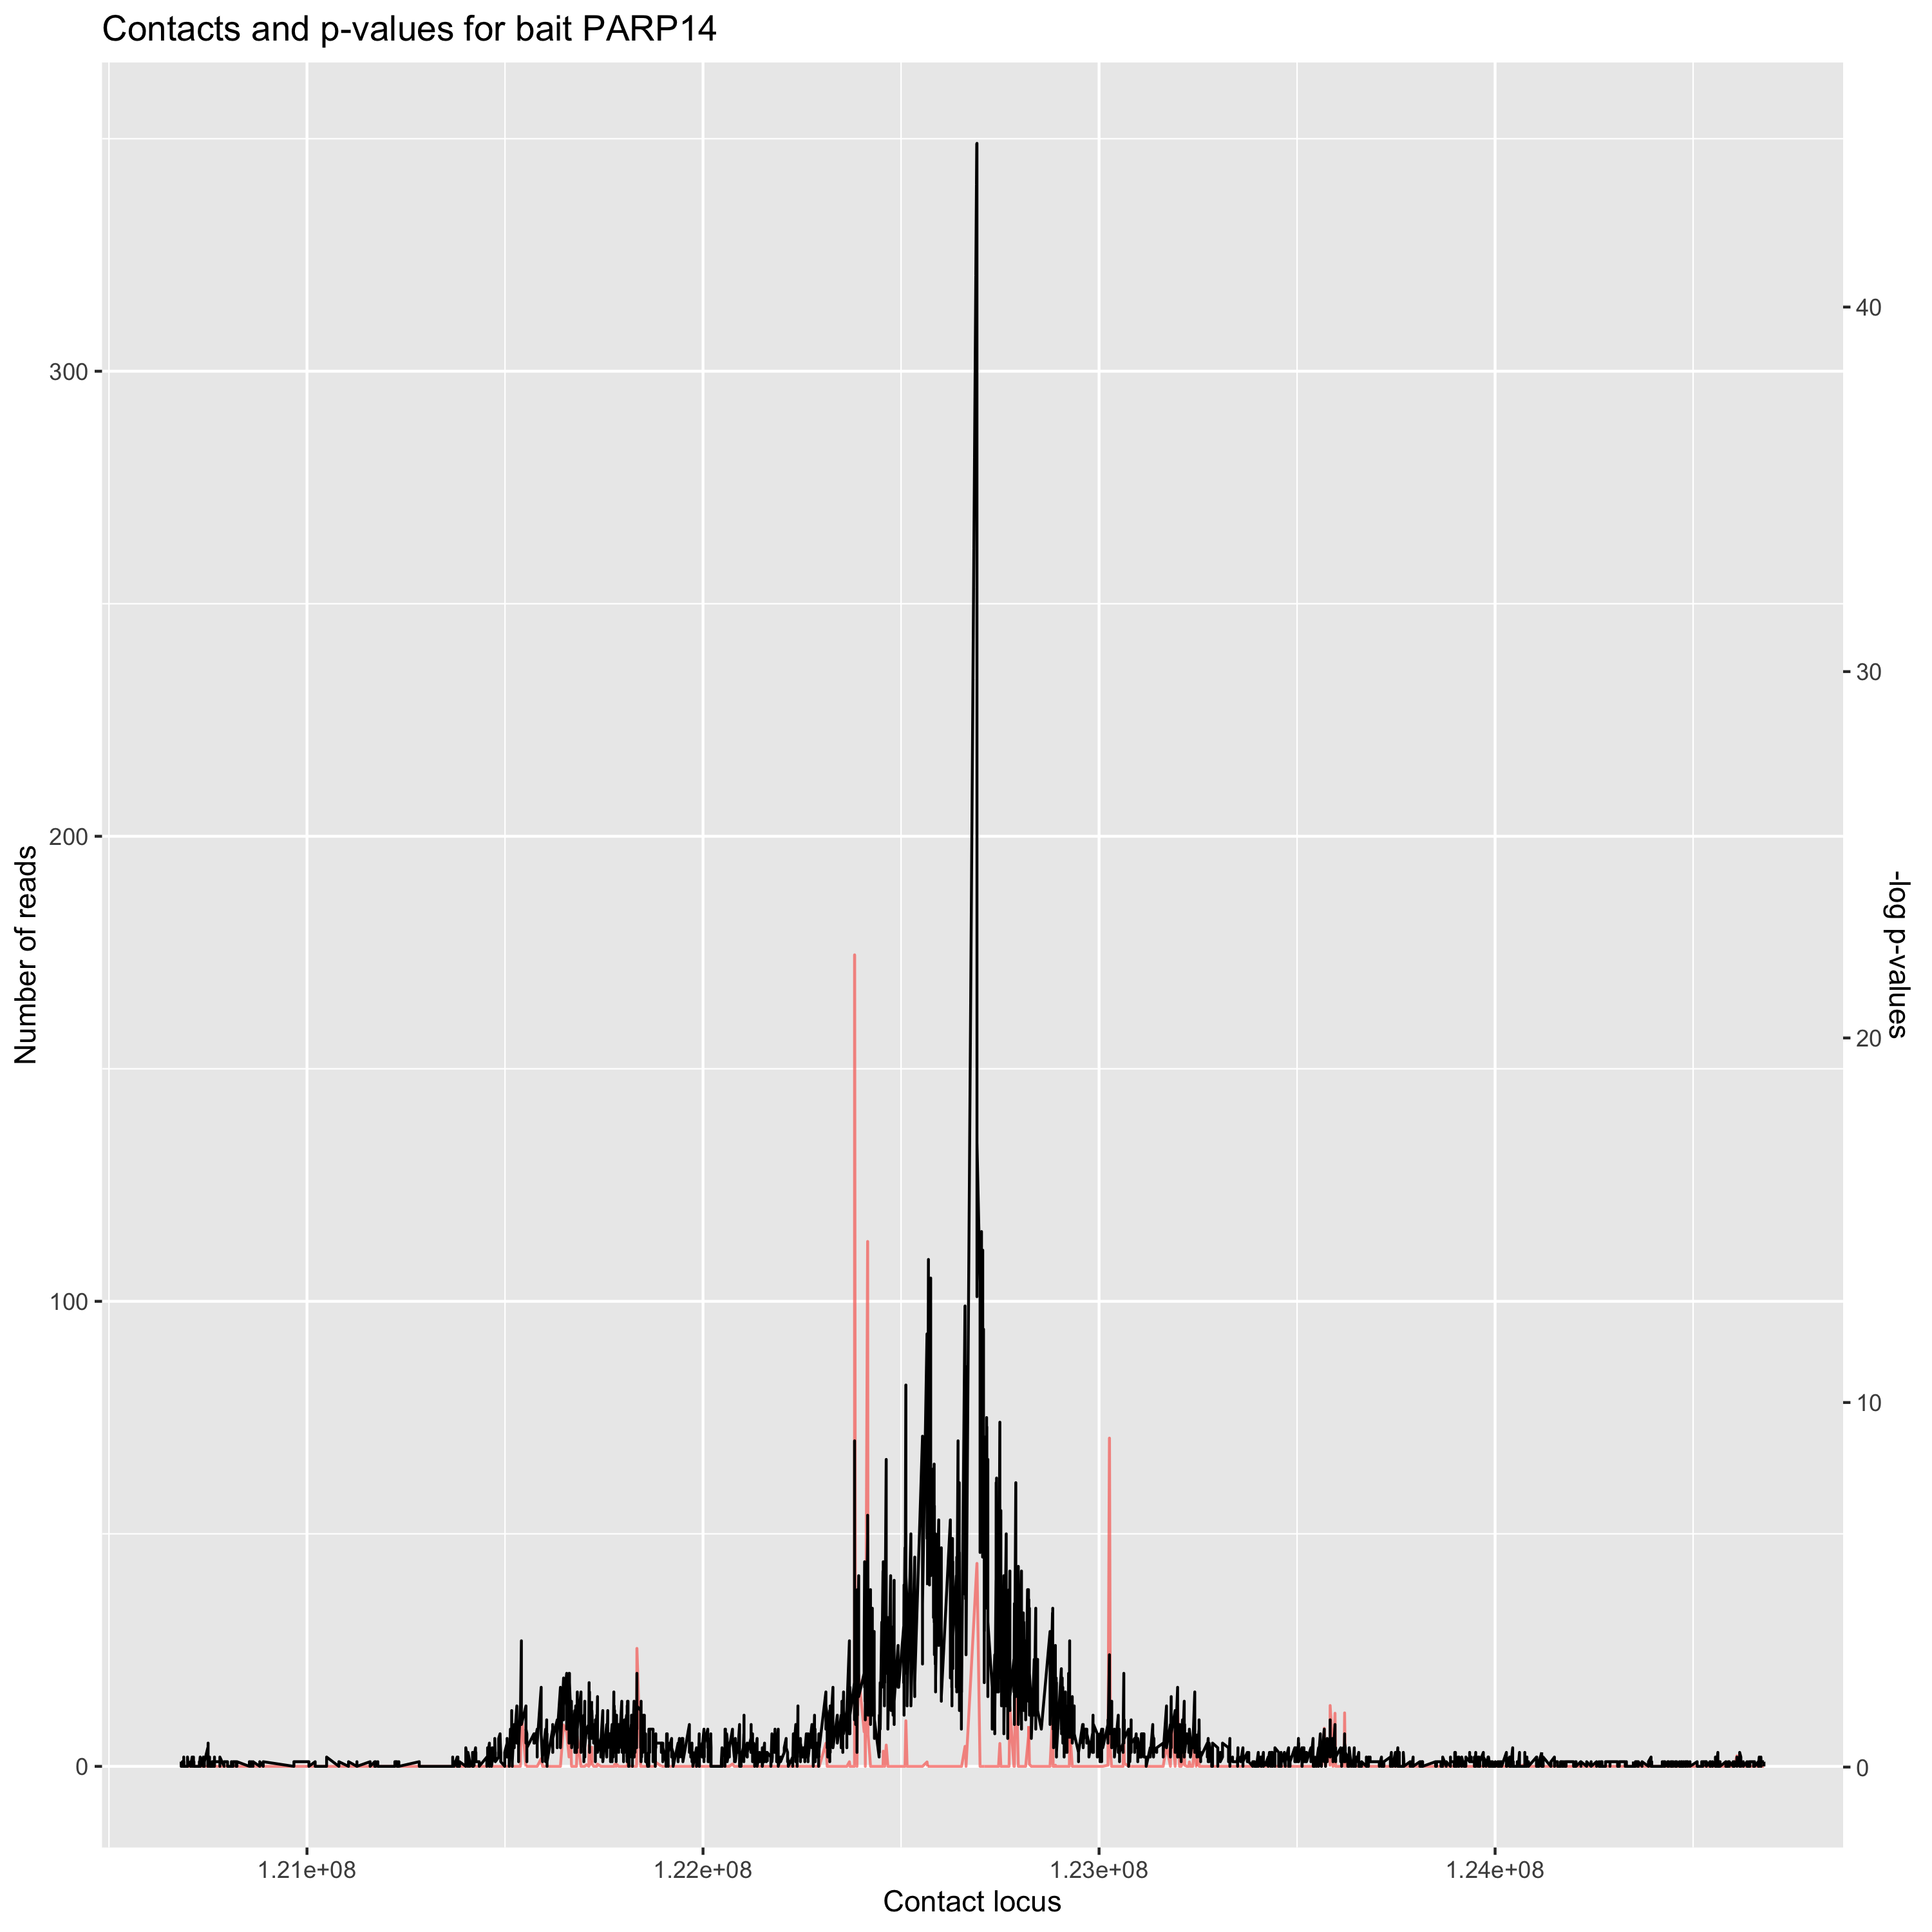 Contacts and p-values for bait PARP14
300
200
100
0
Number of reads
40
30
20
10
0
-log p-values
1.21e+08
1.22e+08
1.23e+08
1.24e+08
Contact locus